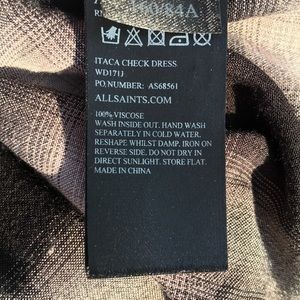 160/84A
ITACA CHECK DRESS
WD171J
PO.NUMBER: AS68561
ALLSAINTS.COM
100% VISCOSE
WASH INSIDE OUT. HAND WASH
SEPARATELY IN COLD WATER.
RESHAPE WHILST DAMP. IRON ON
REVERSE SIDE. DO NOT DRY IN
DIRECT SUNLIGHT. STORE FLAT.
MADE IN CHINA